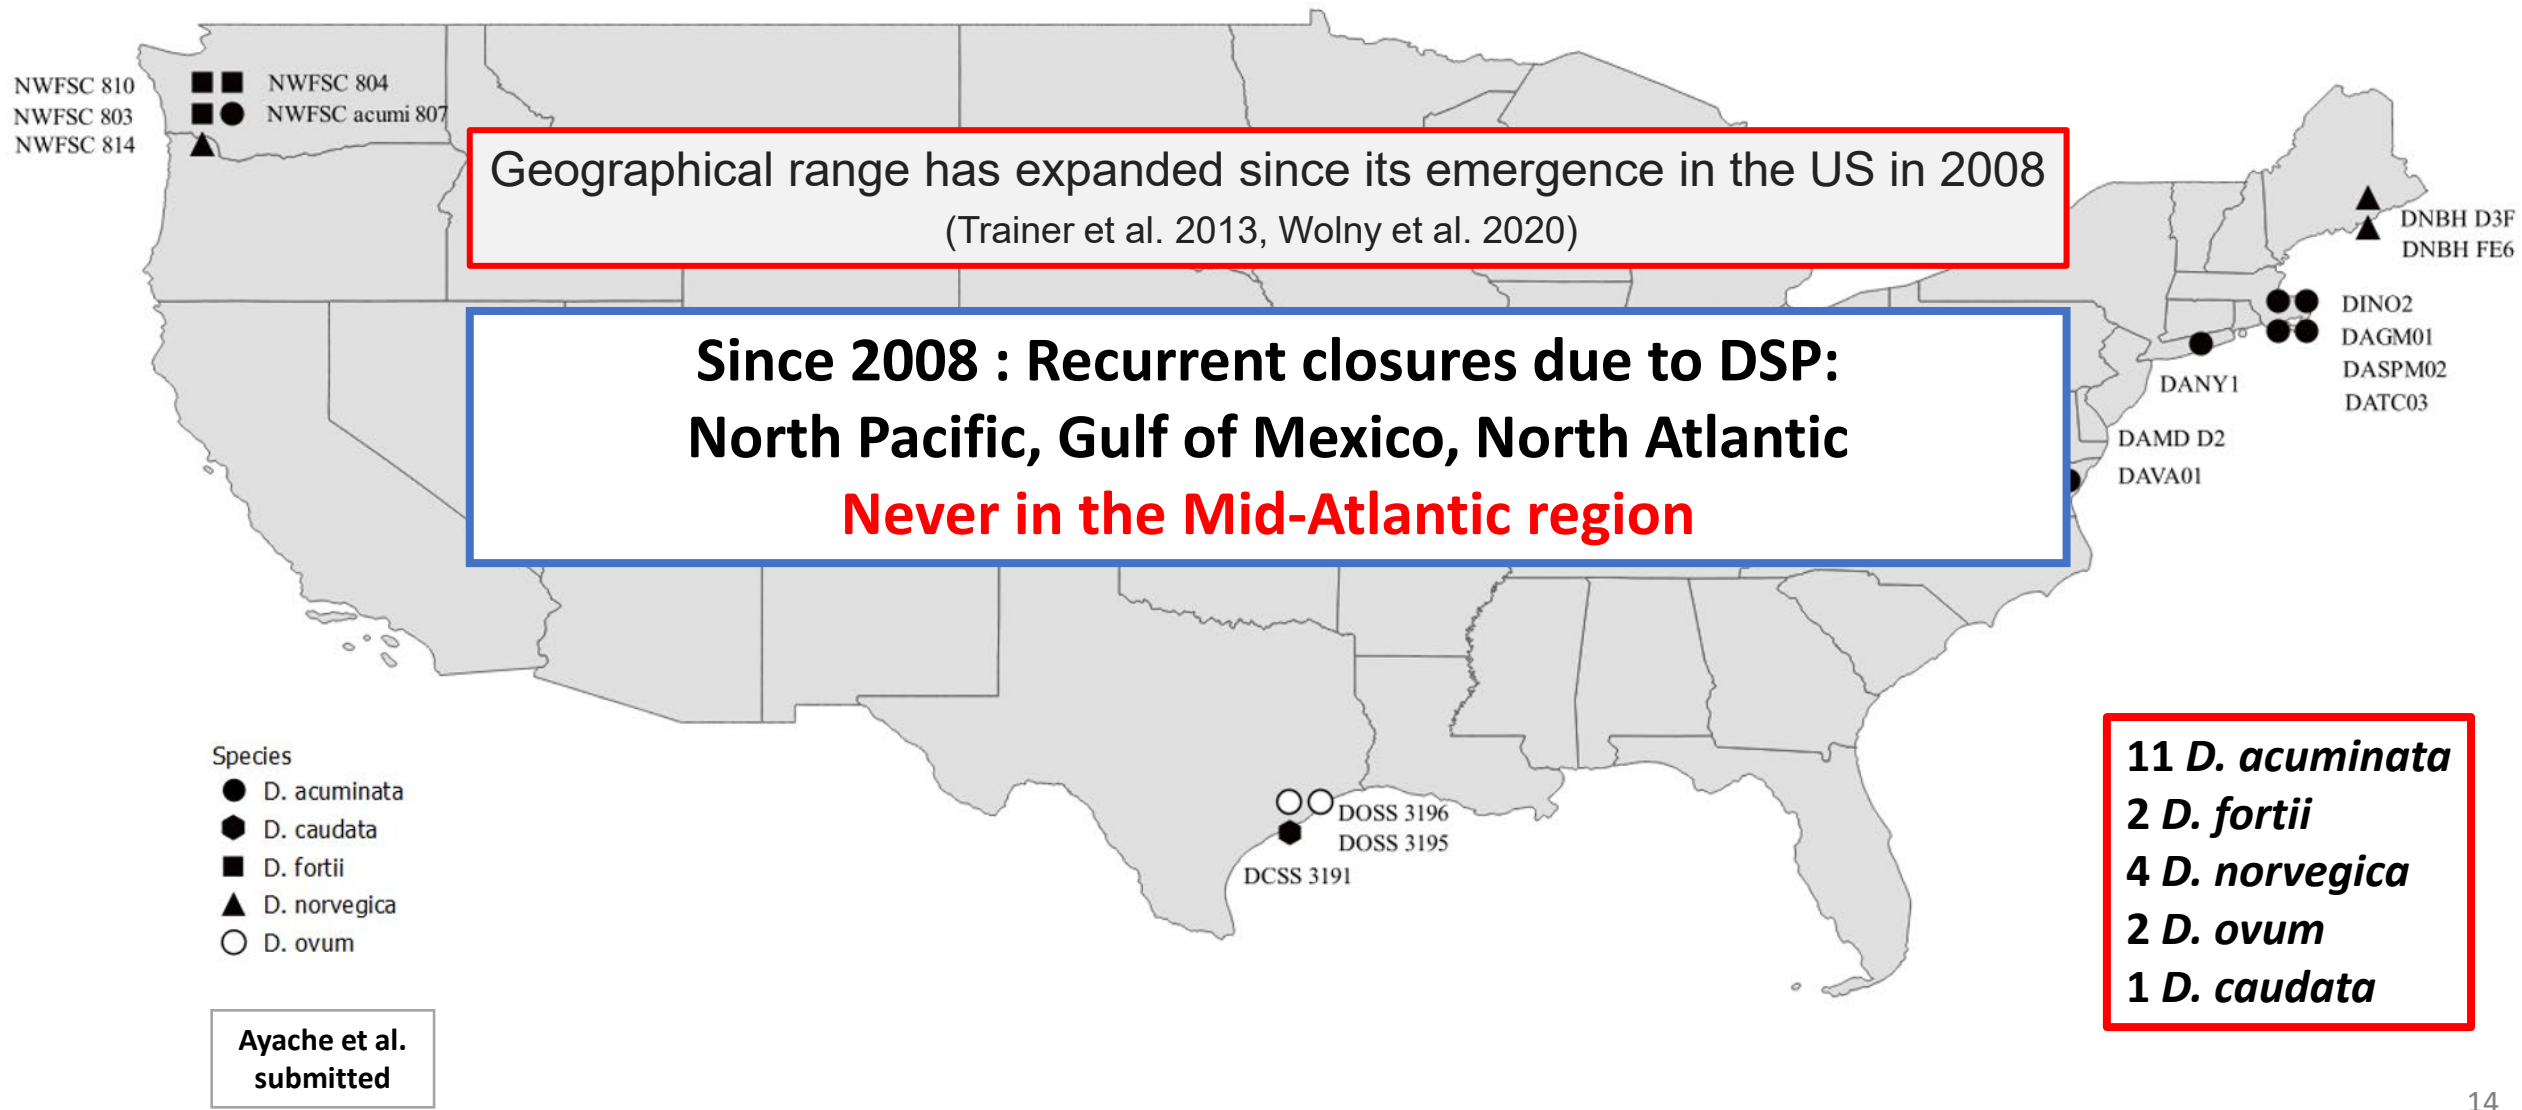 NWFSC 810
NWFSC 804
NWFSC 803
NWFSC acumi 807
NWFSC 814
Geographical range has expanded since its emergence in the US in 2008
(Trainer et al. 2013, Wolny et al. 2020)
DNBH D3F
DNBH FE6
Since 2008 : Recurrent closures due to DSP:
North Pacific, Gulf of Mexico, North Atlantic
Never in the Mid-Atlantic region
DINO2
DAGM01
DASPM02
DATC03
DANY1
DAMD D2
DAVA01
DOSS 3196
DOSS 3195
DCSS 3191
Species
D. acuminata
D. caudata
D. fortii
D. norvegica
D. ovum
11 D. acuminata
2 D. fortii
4 D. norvegica
2 D. ovum
1 D. caudata
Ayache et al.
submitted
14